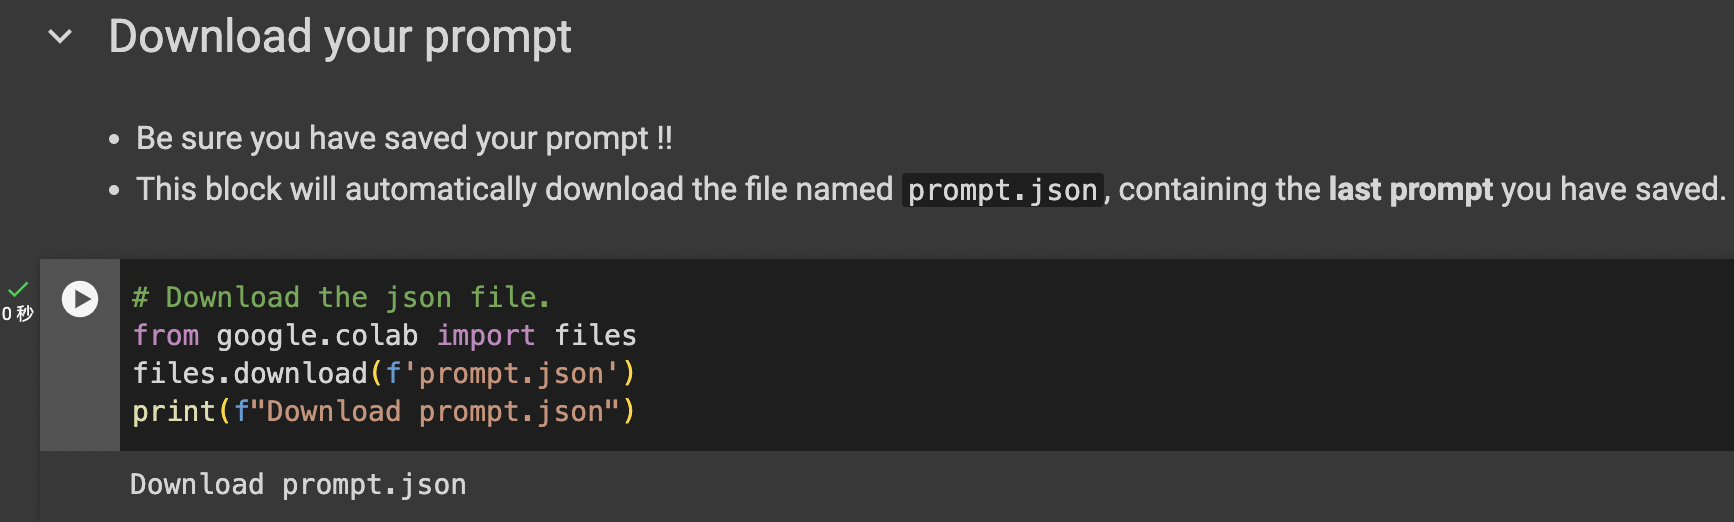 Download your prompt
• Be sure you have saved your prompt !!
• This block will automatically download the file named prompt.json, containing the last prompt you have saved.
0 秒
# Download the json file.
from google.colab import files
files.download(f'prompt.json')
print(f"Download prompt.json")
Download prompt.json